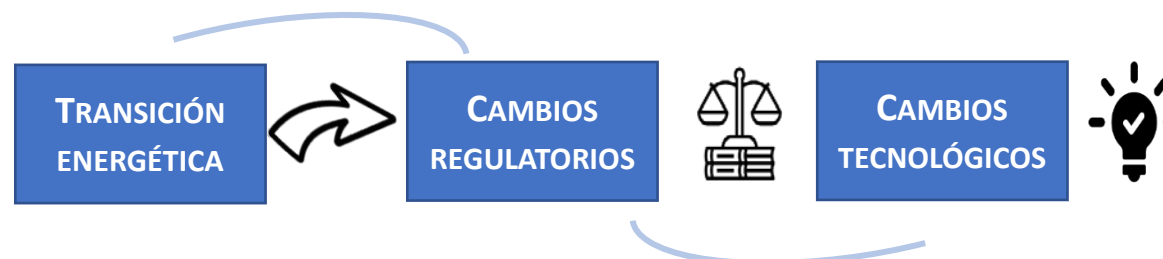 TRANSICIÓN
ENERGÉTICA
CAMBIOS
REGULATORIOS
CAMBIOS
TECNOLÓGICOS